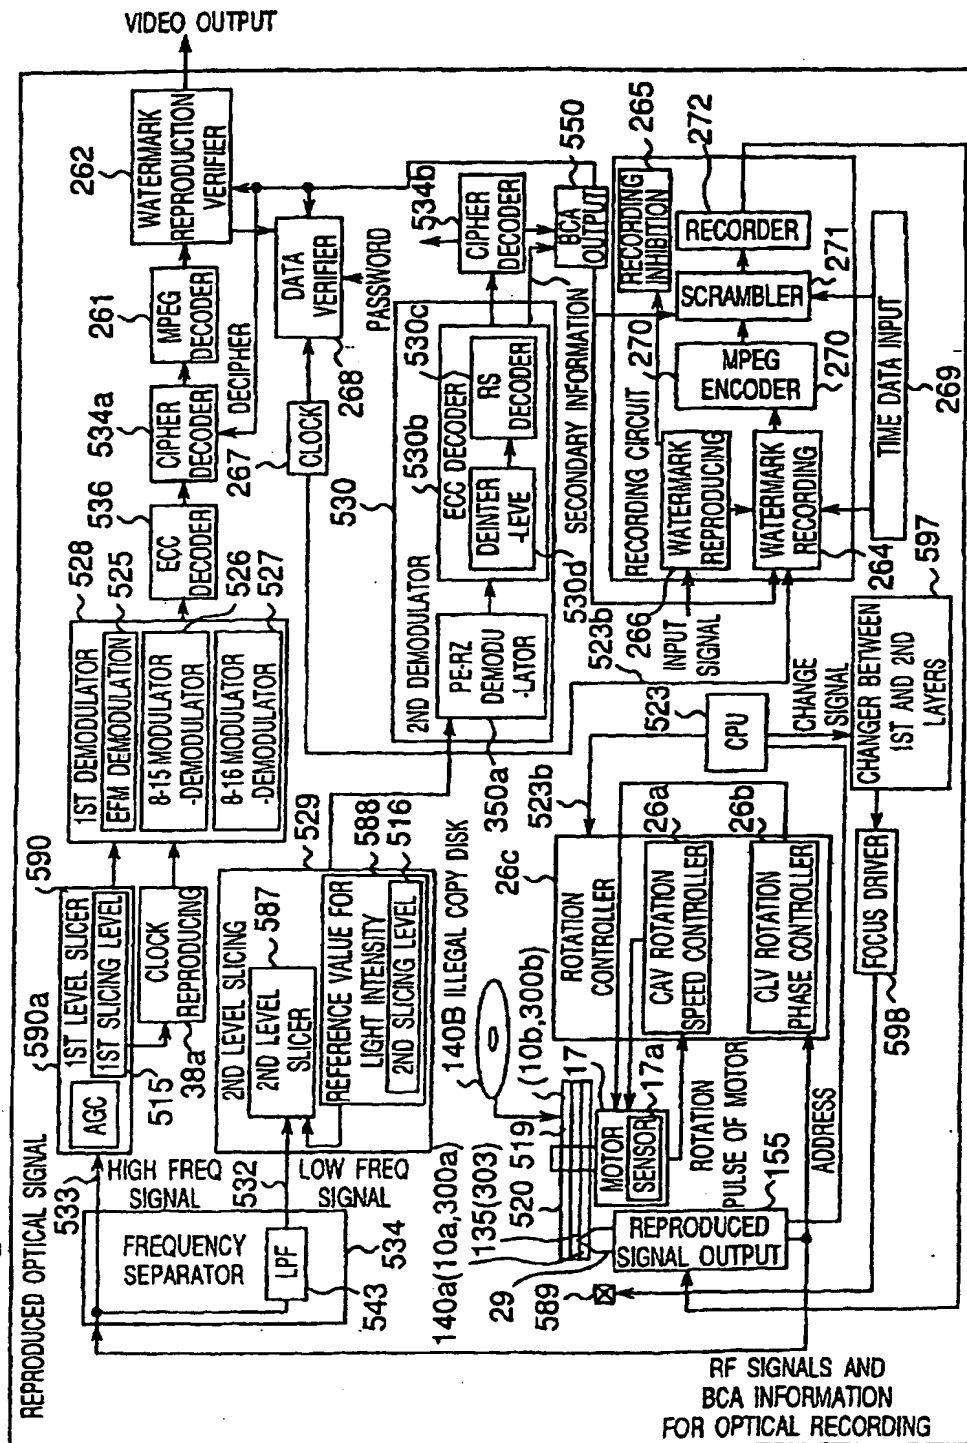 VIDEO OUTPUT
REPRODUCED OPTICAL SIGNAL
533
HIGH FREQ
SIGNAL
532
LOW FREQ
SIGNAL
FREQUENCY
SEPARATOR
LPF
534
543
590a
590
1ST LEVEL SLICER
1ST SLICING LEVEL
AGC
515
CLOCK
REPRODUCING
38a
528
1ST DEMODULATOR
EFM DEMODULATION
525
8-15 MODULATOR
-DEMODULATOR
526
8-16 MODULATOR
-DEMODULATOR
527
536
ECC
DECODER
534a
CIPHER
DECODER
DECIPHER
261
MPEG
DECODER
262
WATERMARK
REPRODUCTION
VERIFIER
267
CLOCK
DATA
VERIFIER
268
PASSWORD
529
2ND LEVEL SLICING
587
2ND LEVEL
SLICER
588
REFERENCE VALUE FOR
LIGHT INTENSITY
516
2ND SLICING LEVEL
530
2ND DEMODULATOR
PE-RZ
DEMODU
-LATOR
350a
530b
ECC DECODER
530c
DEINTER
-LEVE
530d
RS
DECODER
534b
CIPHER
DECODER
550
BCA
OUTPUT
SECONDARY INFORMATION
265
RECORDING
INHIBITION
272
RECORDER
271
SCRAMBLER
270
MPEG
ENCODER
270
RECORDING CIRCUIT
WATERMARK
REPRODUCING
266
WATERMARK
RECORDING
264
INPUT
SIGNAL
523b
TIME DATA INPUT
269
140B ILLEGAL COPY DISK
140a(10a,300a)
1135(303)
520
519
(10b,300b)
17
MOTOR
SENSOR
17a
29
589
REPRODUCED
SIGNAL OUTPUT
155
ROTATION
PULSE OF MOTOR
ADDRESS
26c
ROTATION
CONTROLLER
26a
CAV ROTATION
SPEED CONTROLLER
26b
CLV ROTATION
PHASE CONTROLLER
523b
523
CPU
CHANGE
SIGNAL
597
CHANGER BETWEEN
1ST AND 2ND
LAYERS
FOCUS DRIVER
598
RF SIGNALS AND
BCA INFORMATION
FOR OPTICAL RECORDING